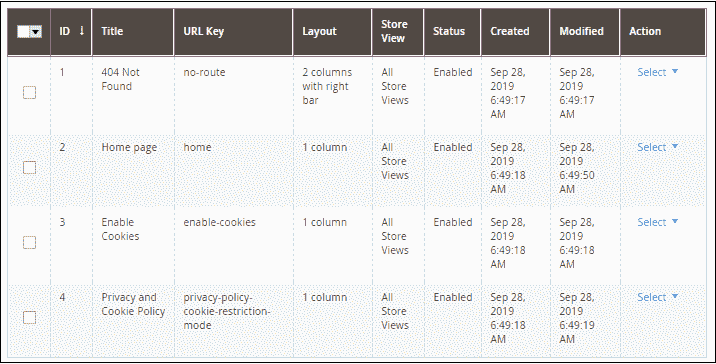 ID ↓ Title URL Key Layout Store View Status Created Modified Action
1 404 Not Found no-route 2 columns with right bar All Store Views Enabled Sep 28, 2019 6:49:17 AM Sep 28, 2019 6:49:17 AM Select
2 Home page home 1 column All Store Views Enabled Sep 28, 2019 6:49:18 AM Sep 28, 2019 6:49:50 AM Select
3 Enable Cookies enable-cookies 1 column All Store Views Enabled Sep 28, 2019 6:49:18 AM Sep 28, 2019 6:49:18 AM Select
4 Privacy and Cookie Policy privacy-policy-cookie-restriction-mode 1 column All Store Views Enabled Sep 28, 2019 6:49:18 AM Sep 28, 2019 6:49:19 AM Select